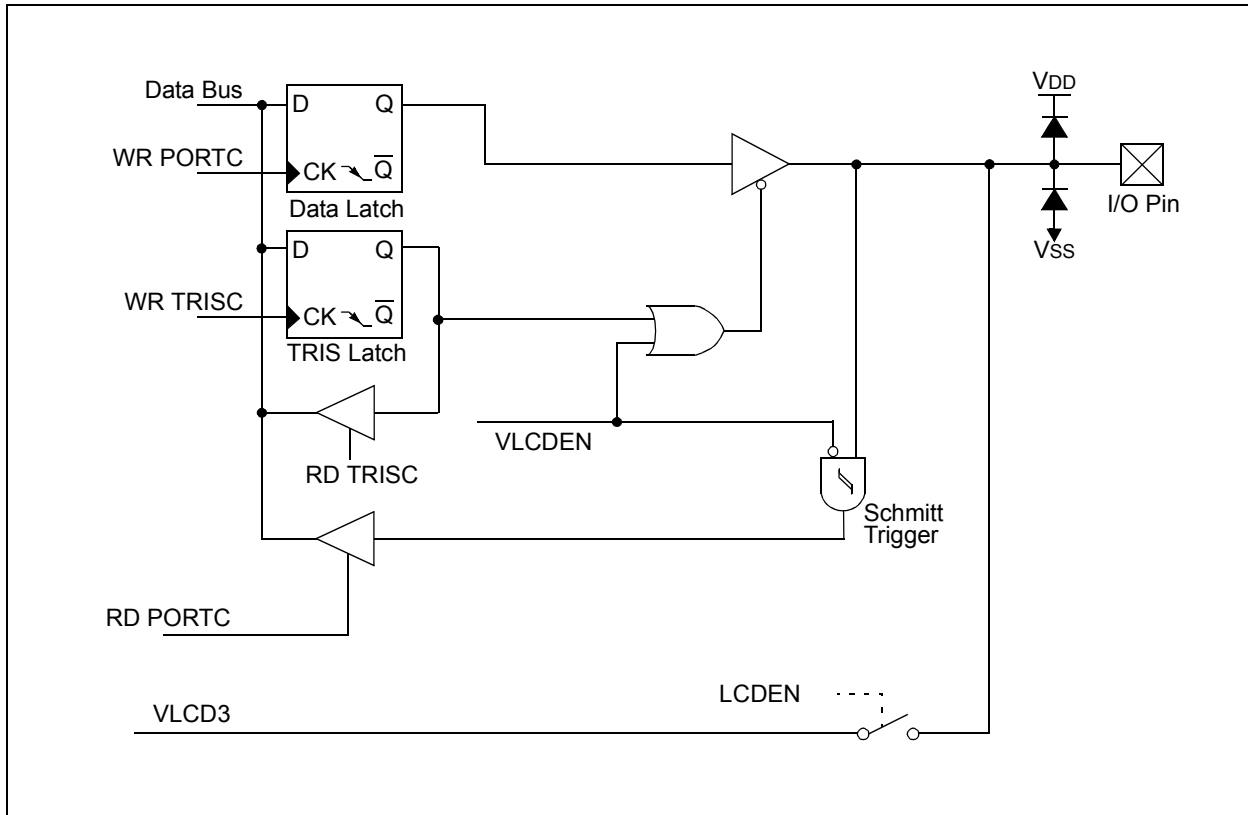 Data Bus
D Q
WR PORTC
CK Q̅
Data Latch
VDD
I/O Pin
VSS
D Q
WR TRISC
CK Q̅
TRIS Latch
VLCDEN
RD TRISC
Schmitt
Trigger
RD PORTC
LCDEN
VLCD3